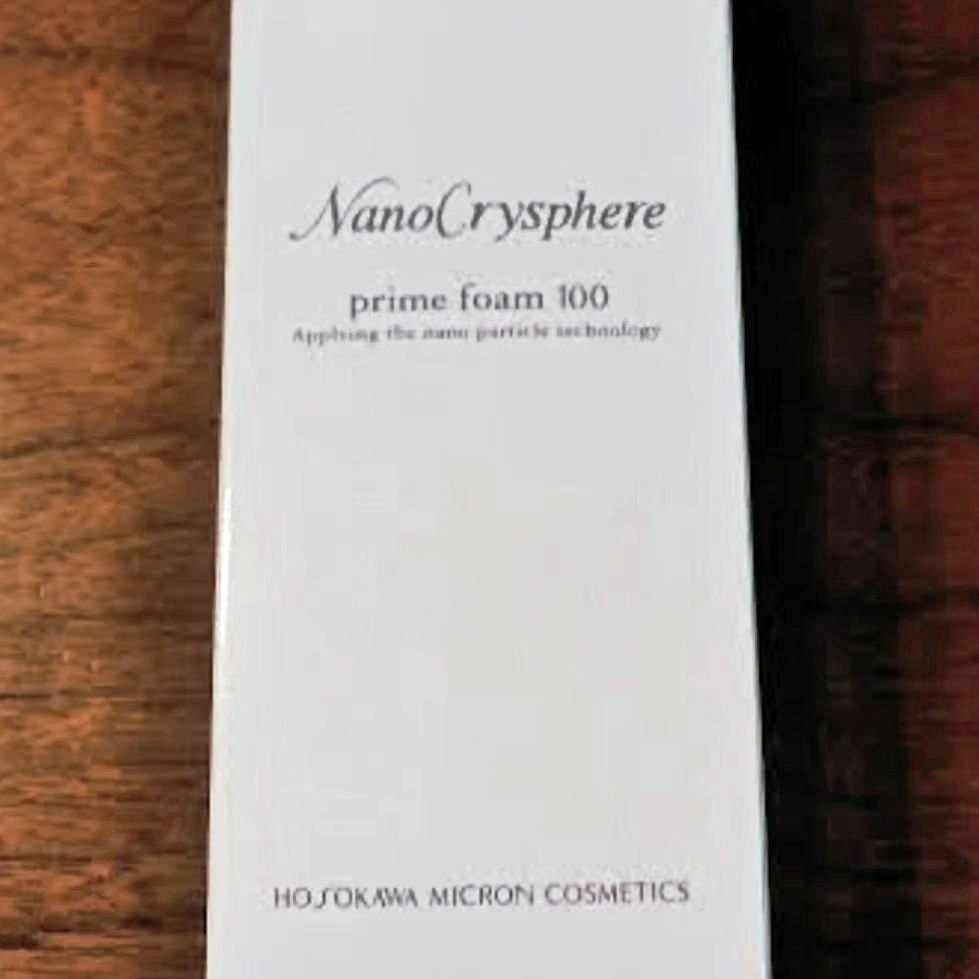 NanoCrysphere
prime foam 100
Applying the nano particle technology
HOSOKAWA MICRON COSMETICS